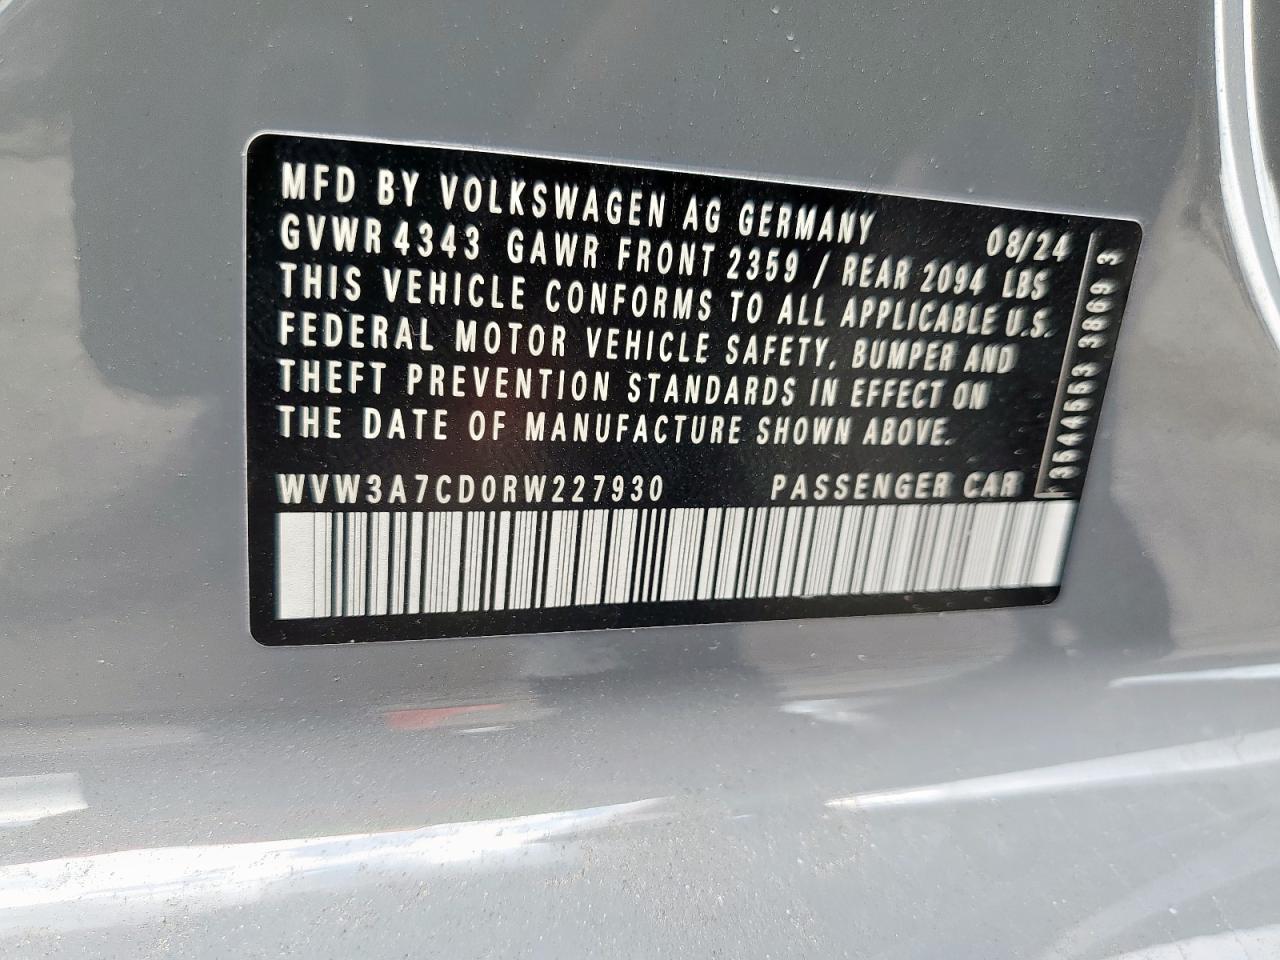 MFD BY VOLKSWAGEN AG GERMANY 08/24
GVWR 4343 GAWR FRONT 2359 / REAR 2094 LBS
THIS VEHICLE CONFORMS TO ALL APPLICABLE U.S.
FEDERAL MOTOR VEHICLE SAFETY, BUMPER AND
THEFT PREVENTION STANDARDS IN EFFECT ON
THE DATE OF MANUFACTURE SHOWN ABOVE.
WVW3A7CD0RW227930 PASSENGER CAR